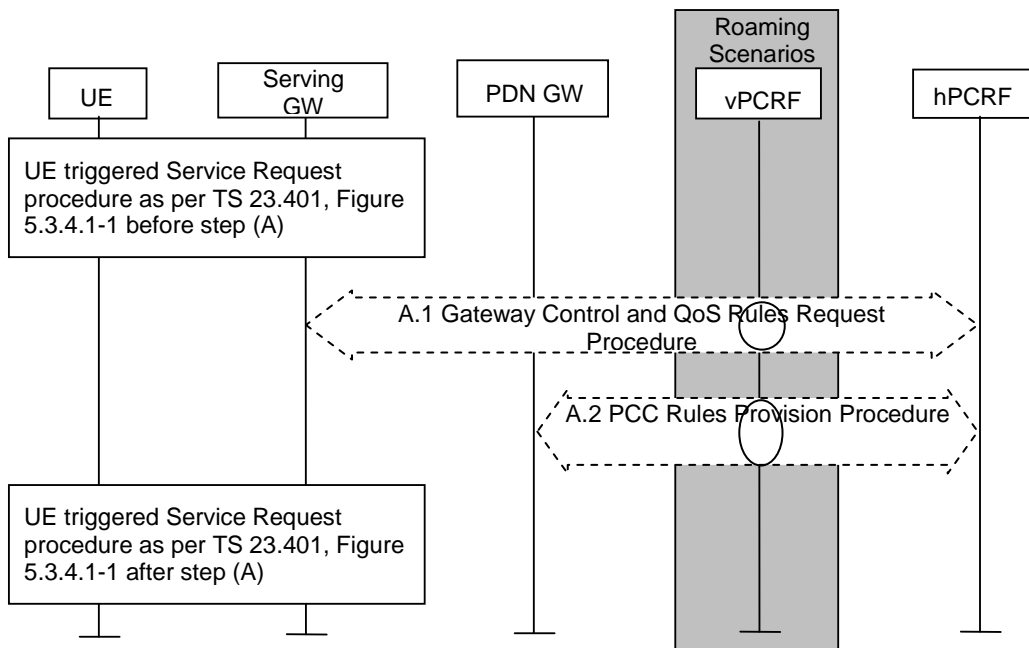 Roaming
Scenarios
UE
Serving
GW
PDN GW
vPCRF
hPCRF
UE triggered Service Request
procedure as per TS 23.401, Figure
5.3.4.1-1 before step (A)
A.1 Gateway Control and QoS Rules Request
Procedure
A.2 PCC Rules Provision Procedure
UE triggered Service Request
procedure as per TS 23.401, Figure
5.3.4.1-1 after step (A)